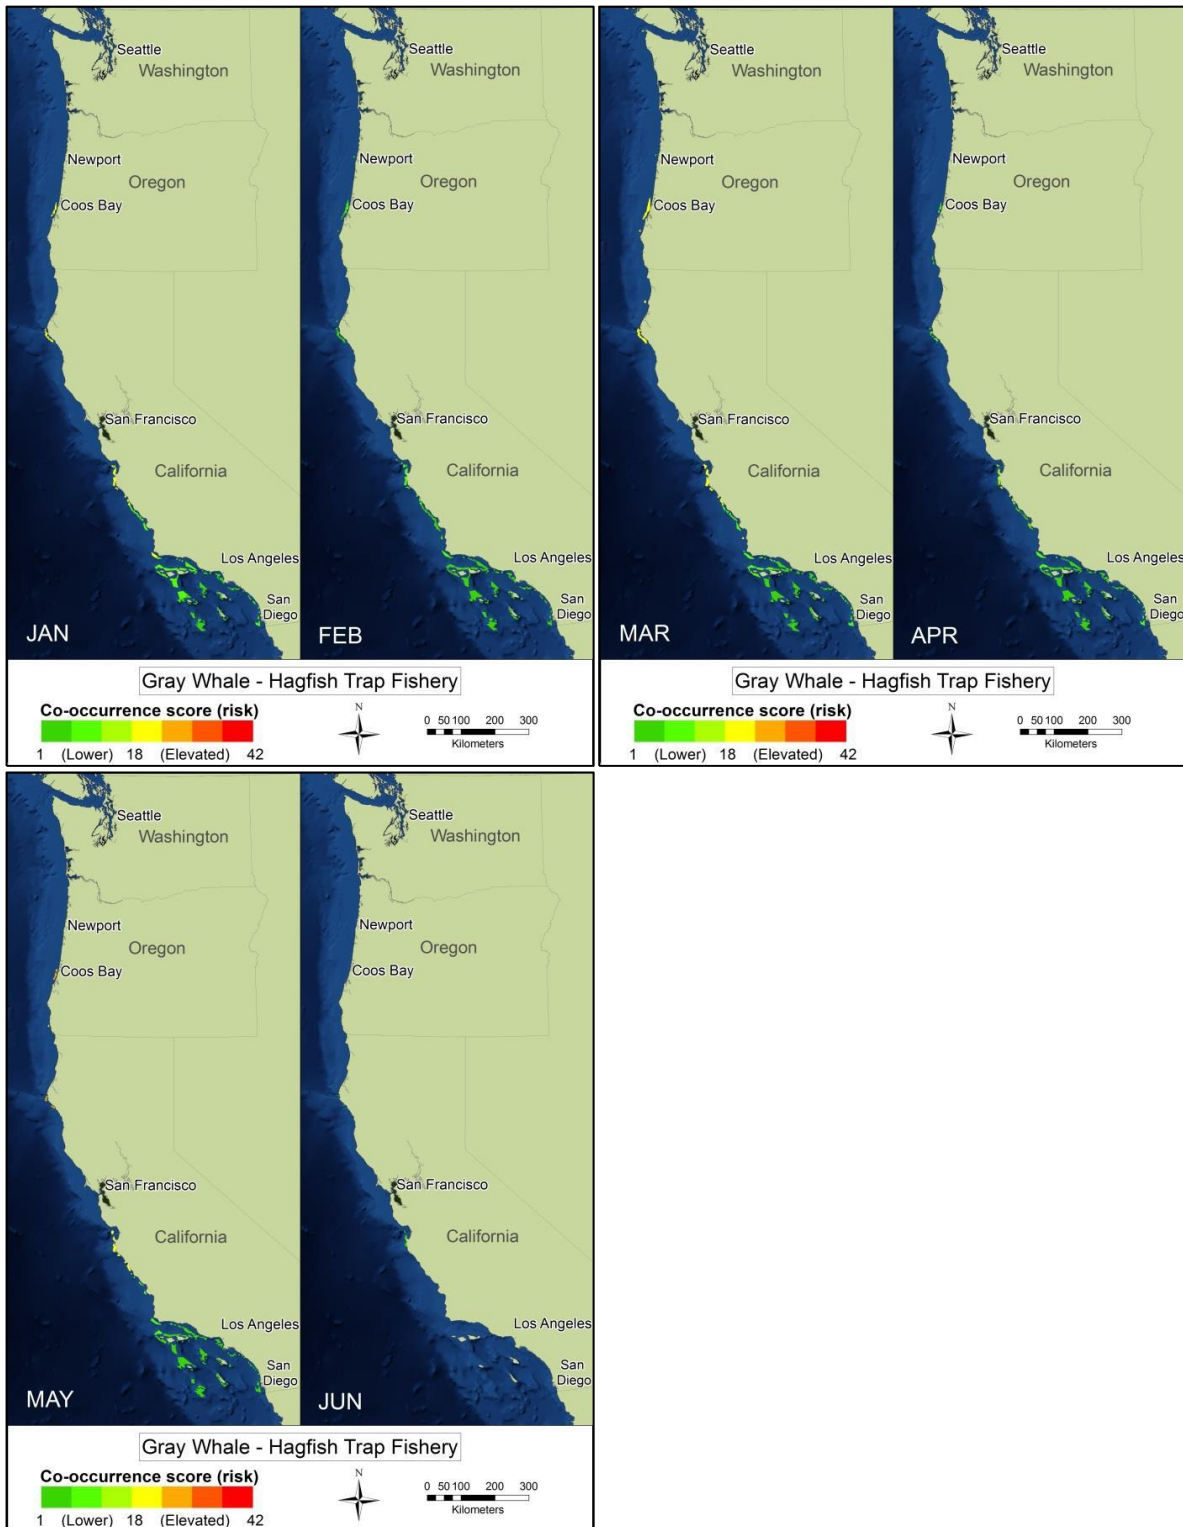 Seattle
Washington
Newport
Oregon
Coos Bay
San Francisco
California
Los Angeles
San
Diego
JAN
Seattle
Washington
Newport
Oregon
Coos Bay
San Francisco
California
Los Angeles
San
Diego
FEB
Gray Whale - Hagfish Trap Fishery
Co-occurrence score (risk)
1 (Lower) 18 (Elevated) 42
N
0 50 100 200 300
Kilometers
Seattle
Washington
Newport
Oregon
Coos Bay
San Francisco
California
Los Angeles
San
Diego
MAR
Seattle
Washington
Newport
Oregon
Coos Bay
San Francisco
California
Los Angeles
San
Diego
APR
Gray Whale - Hagfish Trap Fishery
Co-occurrence score (risk)
1 (Lower) 18 (Elevated) 42
N
0 50 100 200 300
Kilometers
Seattle
Washington
Newport
Oregon
Coos Bay
San Francisco
California
Los Angeles
San
Diego
MAY
Seattle
Washington
Newport
Oregon
Coos Bay
San Francisco
California
Los Angeles
San
Diego
JUN
Gray Whale - Hagfish Trap Fishery
Co-occurrence score (risk)
1 (Lower) 18 (Elevated) 42
N
0 50 100 200 300
Kilometers